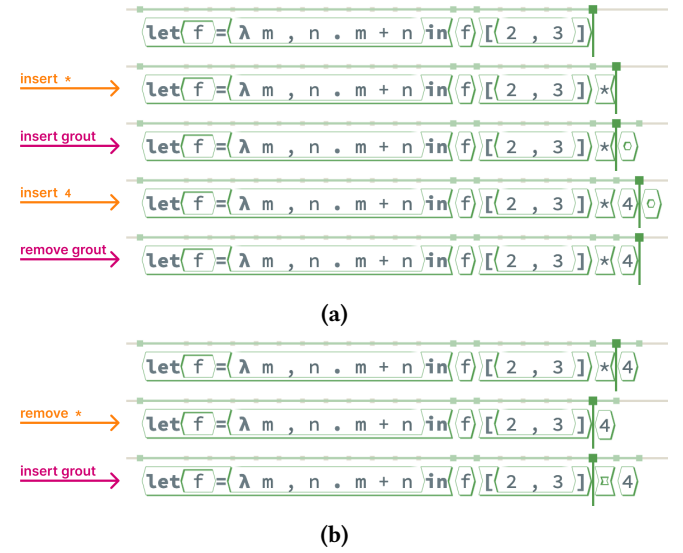 let f = λ m , n . m + n in f [ 2 , 3 ]
insert *
let f = λ m , n . m + n in f [ 2 , 3 ] *
insert grout
let f = λ m , n . m + n in f [ 2 , 3 ] *
insert 4
let f = λ m , n . m + n in f [ 2 , 3 ] * 4
remove grout
let f = λ m , n . m + n in f [ 2 , 3 ] * 4
(a)
let f = λ m , n . m + n in f [ 2 , 3 ] * 4
remove *
let f = λ m , n . m + n in f [ 2 , 3 ] 4
insert grout
let f = λ m , n . m + n in f [ 2 , 3 ] 4
(b)